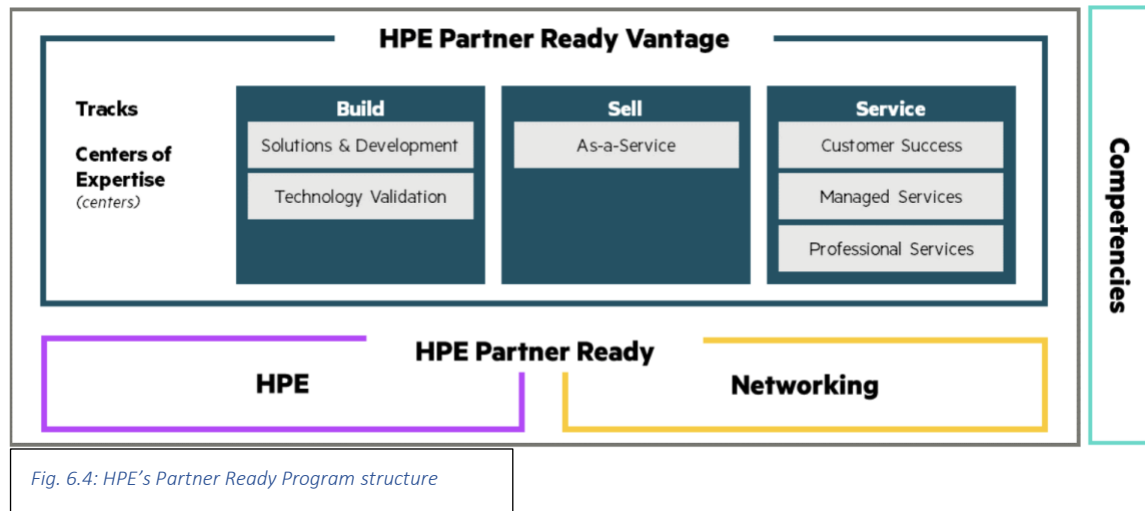 HPE Partner Ready Vantage
Tracks
Centers of
Expertise
(centers)
Build
Solutions & Development
Technology Validation
Sell
As-a-Service
Service
Customer Success
Managed Services
Professional Services
HPE Partner Ready
HPE
Networking
Competencies
Fig. 6.4: HPE’s Partner Ready Program structure